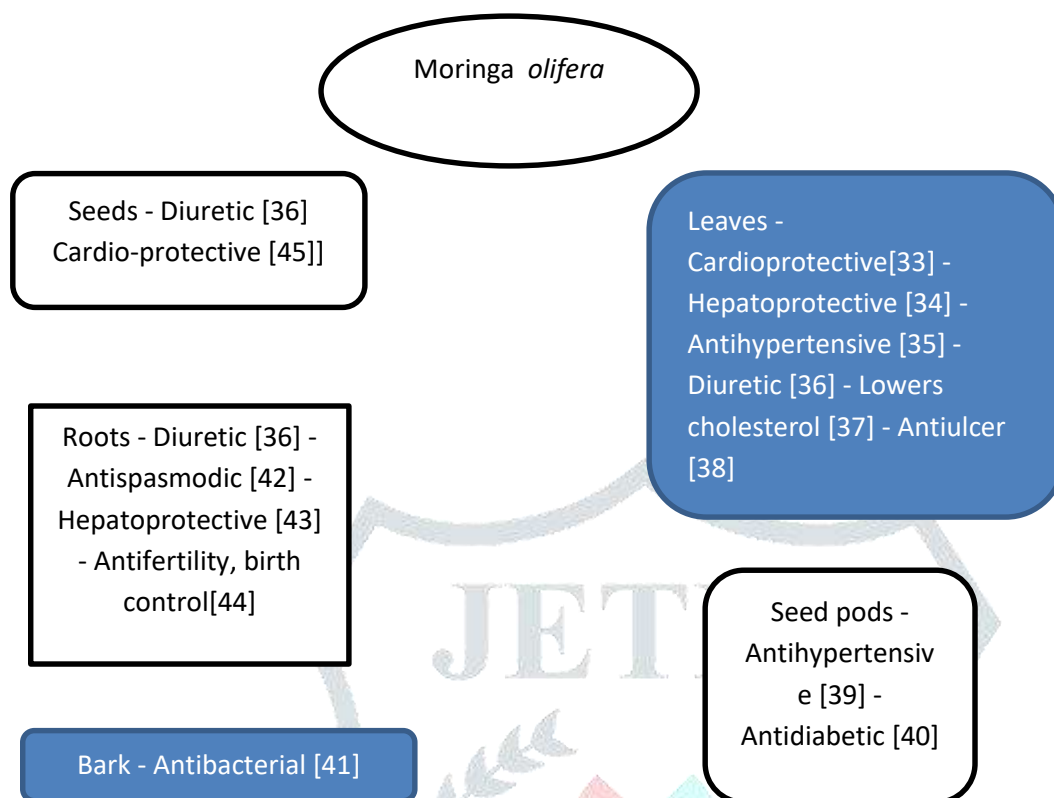 Moringa olifera
Seeds - Diuretic [36]
Cardio-protective [45]]
Leaves -
Cardioprotective[33] -
Hepatoprotective [34] -
Antihypertensive [35] -
Diuretic [36] - Lowers
cholesterol [37] - Antiulcer
[38]
Roots - Diuretic [36] -
Antispasmodic [42] -
Hepatoprotective [43]
- Antifertility, birth
control[44]
Seed pods -
Antihypertensiv
e [39] -
Antidiabetic [40]
Bark - Antibacterial [41]